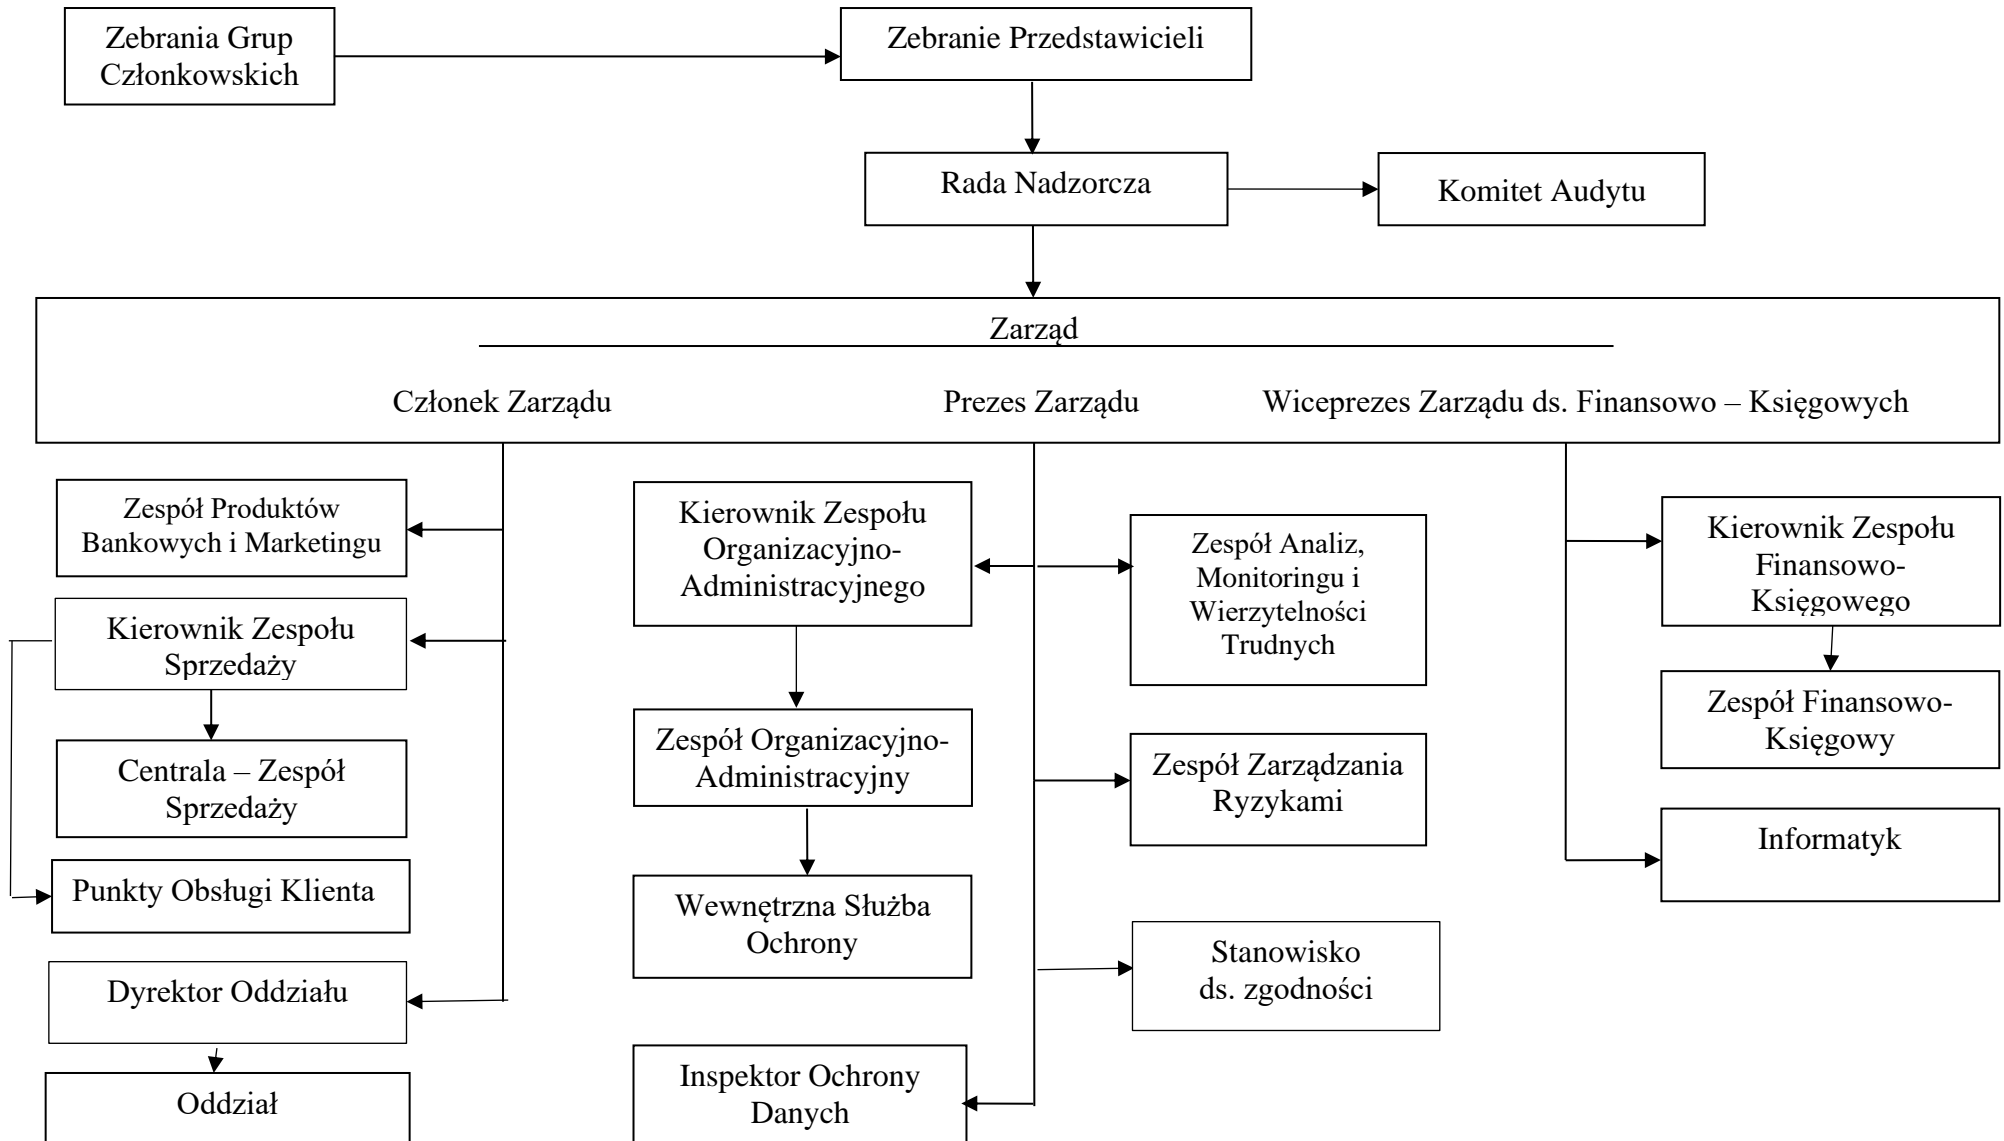 Zebrania Grup
Członkowskich
Zebranie Przedstawicieli
Rada Nadzorcza
Komitet Audytu
Zarząd
Członek Zarządu
Prezes Zarządu
Wiceprezes Zarządu ds. Finansowo – Księgowych
Zespół Produktów
Bankowych i Marketingu
Kierownik Zespołu
Sprzedaży
Centrala – Zespół
Sprzedaży
Punkty Obsługi Klienta
Dyrektor Oddziału
Oddział
Kierownik Zespołu
Organizacyjno-
Administracyjnego
Zespół Organizacyjno-
Administracyjny
Wewnętrzna Służba
Ochrony
Inspektor Ochrony
Danych
Zespół Analiz,
Monitoringu i
Wierzytelności
Trudnych
Zespół Zarządzania
Ryzykami
Stanowisko
ds. zgodności
Kierownik Zespołu
Finansowo-
Księgowego
Zespół Finansowo-
Księgowy
Informatyk